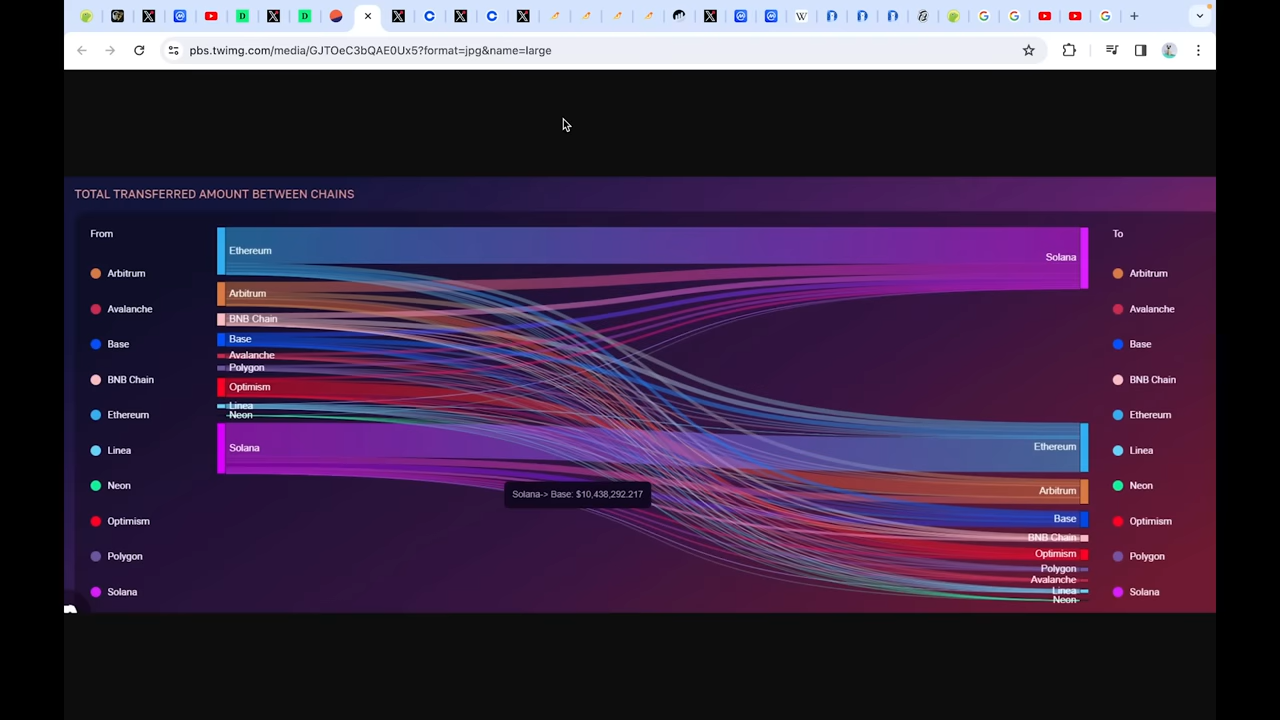 pbs.twimg.com/media/GJTOeC3bQAE0Ux5?format=jpg&name=large
TOTAL TRANSFERRED AMOUNT BETWEEN CHAINS
From
Arbitrum
Avalanche
Base
BNB Chain
Ethereum
Linea
Neon
Optimism
Polygon
Solana
Ethereum
Arbitrum
BNB Chain
Base
Avalanche
Polygon
Optimism
Linea
Neon
Solana
Solana-> Base: $10,438,292.217
Solana
Ethereum
Arbitrum
Base
BNB Chain
Optimism
Polygon
Avalanche
Linea
Neon
To
Arbitrum
Avalanche
Base
BNB Chain
Ethereum
Linea
Neon
Optimism
Polygon
Solana